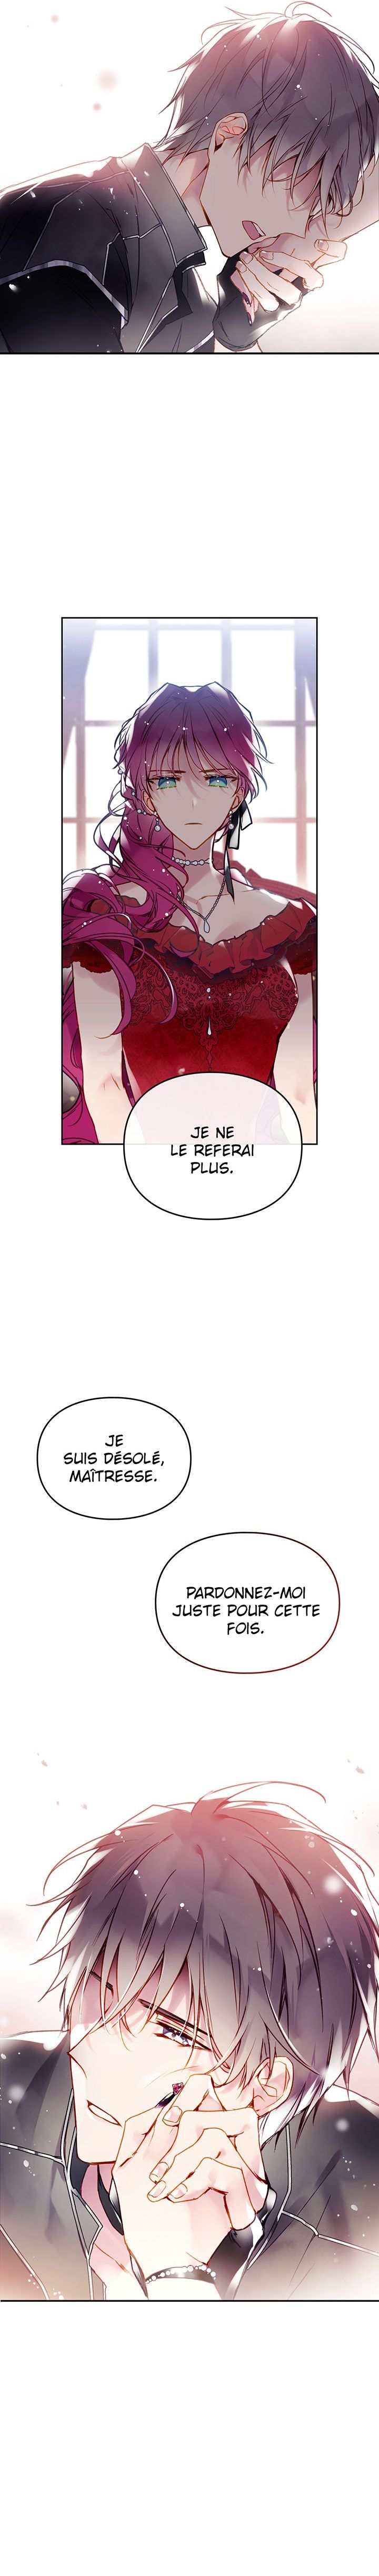 JE NE
LE REFERAI
PLUS.
JE
SUIS DÉSOLÉ,
MAÎTRESSE.
PARDONNEZ-MOI
JUSTE POUR CETTE
FOIS.